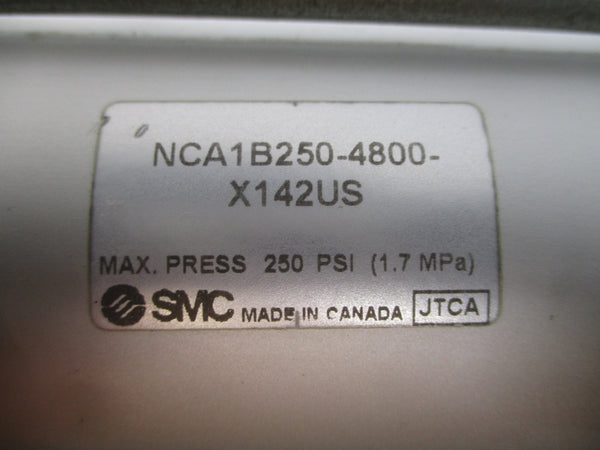 NCA1B250-4800-
X142US
MAX. PRESS 250 PSI (1.7 MPa)
SMC MADE IN CANADA JTCA